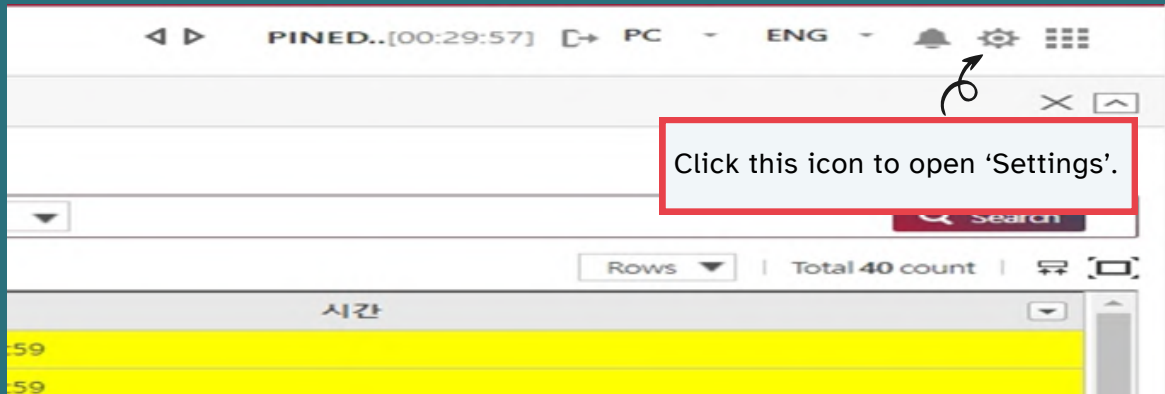 PINED..[00:29:57] PC ENG
Click this icon to open ‘Settings’.
Search
Rows Total 40 count
시간
:59
:59